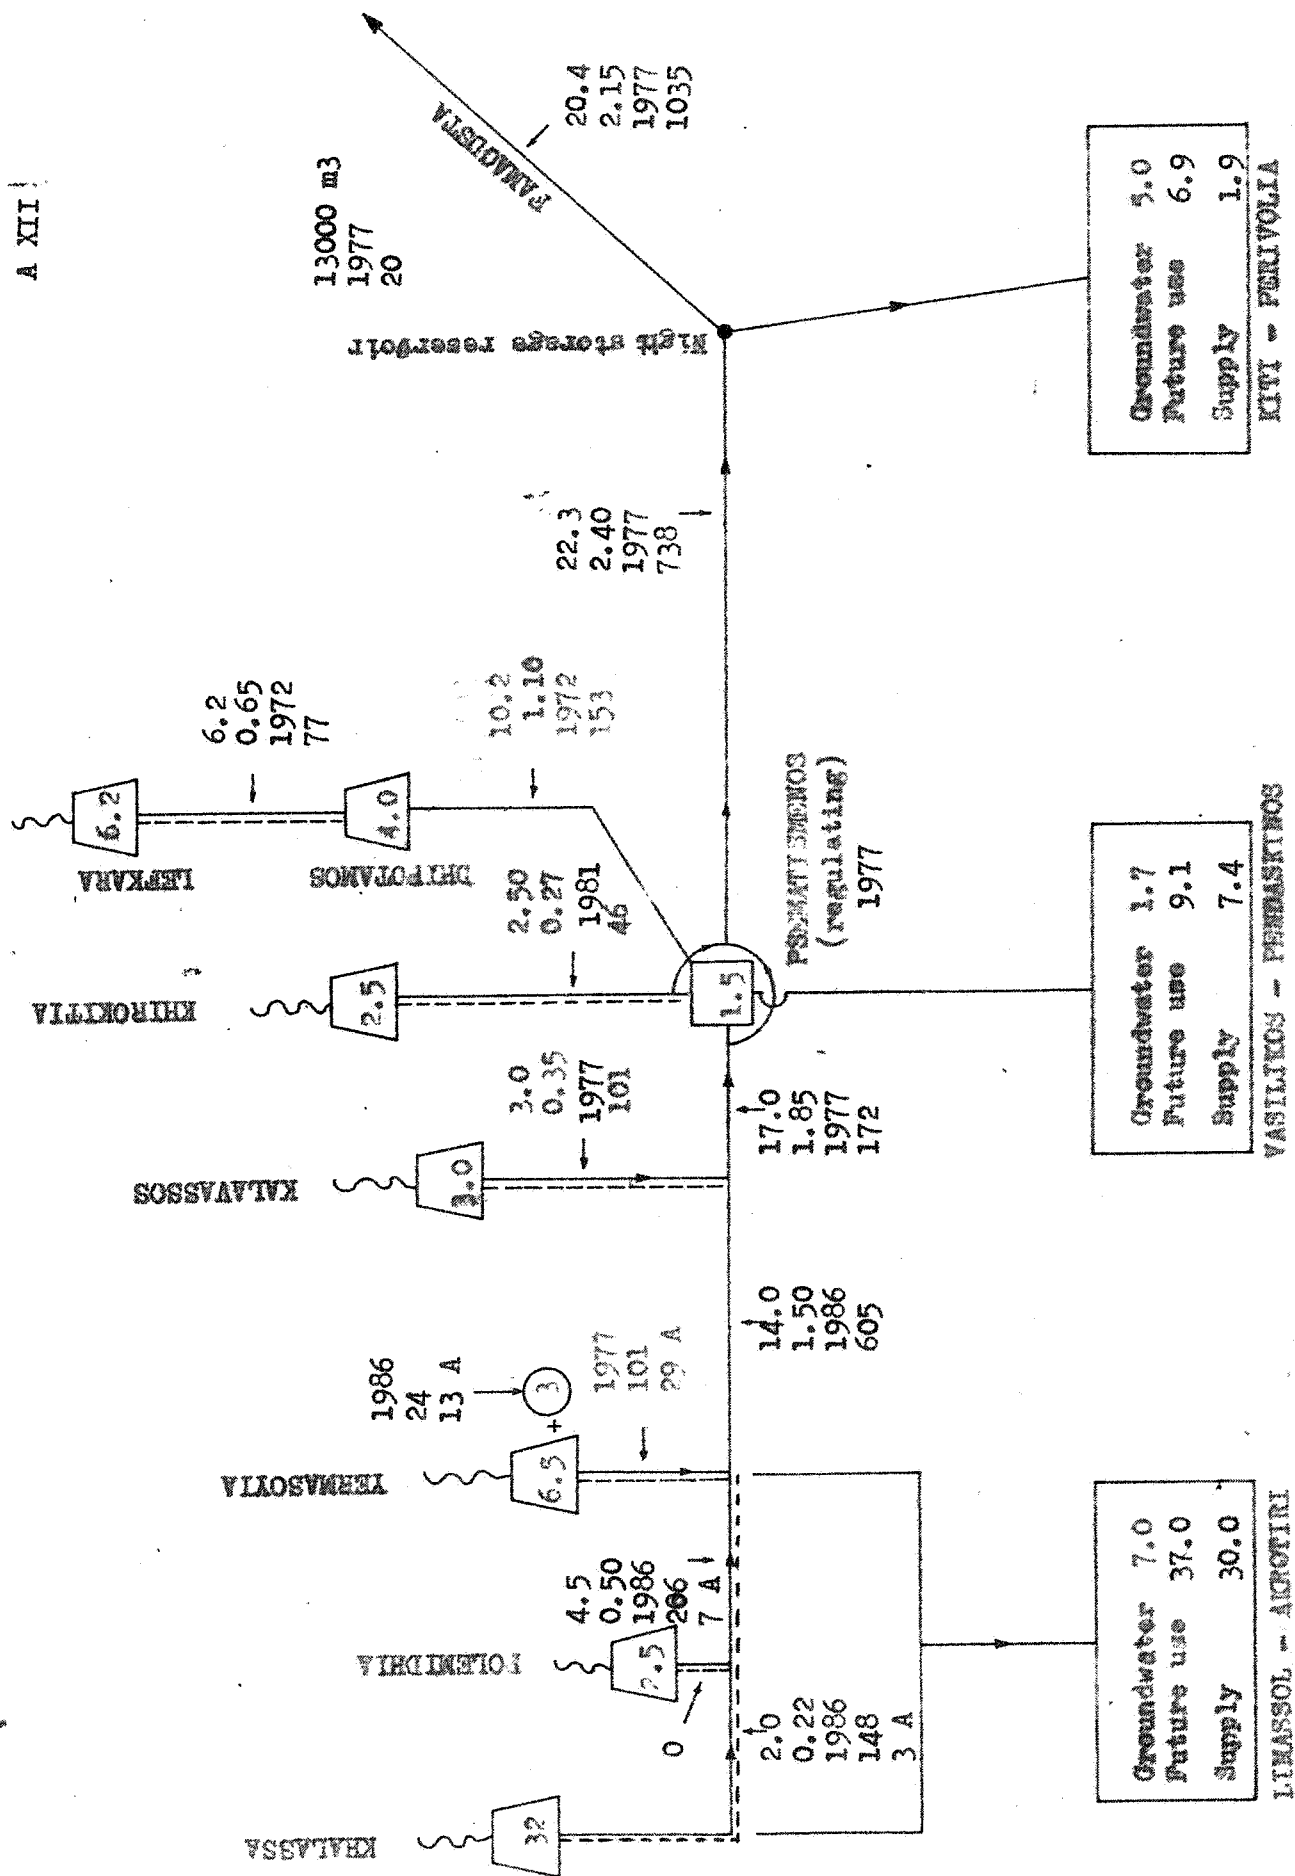 A XII
LEFKARA
6.2
6.2
0.65
1972
77
DHIPOTAMOS
4.0
10.2
1.10
1972
153
KHIROKITIA
2.5
2.50
0.27
1981
46
KALAVASSOS
3.0
3.0
0.35
1977
101
YERMASOYIA
6.5
+
3
1986
24
13 A
1977
101
29 A
POLEMIDHIA
7.5
0
4.5
0.50
1986
206
7 A
KHALASSA
32
2.0
0.22
1986
148
3 A
14.0
1.50
1986
605
17.0
1.85
1977
172
1.5
PSEMATISMENOS
(regulating)
1977
22.3
2.40
1977
738
Night storage reservoir
13000 m3
1977
20
FAMAGUSTA
20.4
2.15
1977
1035
Groundwater 7.0
Future use 37.0
Supply 30.0
LIMASSOL - AKROTIRI
Groundwater 1.7
Future use 9.1
Supply 7.4
VASILIKOS - PENDASKINOS
Groundwater 5.0
Future use 6.9
Supply 1.9
KITI - PERIVOLIA